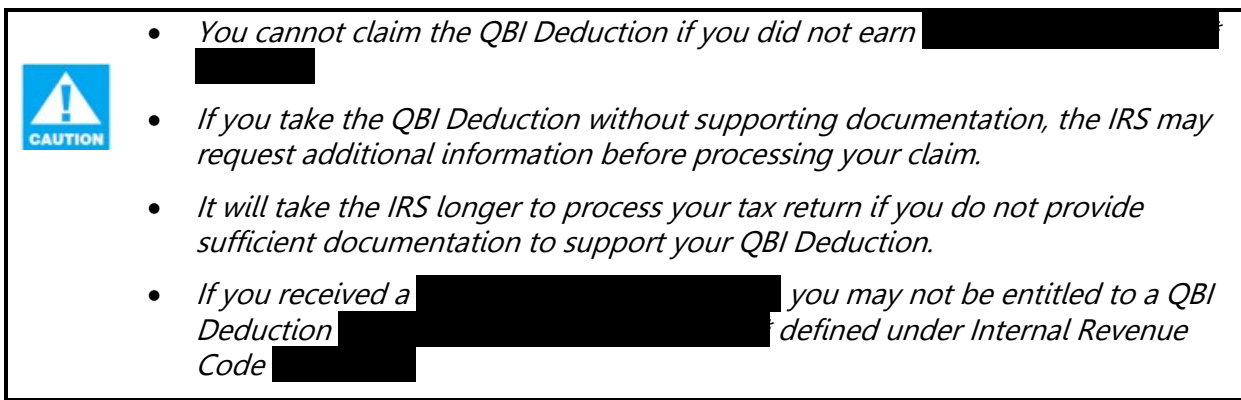 • You cannot claim the QBI Deduction if you did not earn
CAUTION
• If you take the QBI Deduction without supporting documentation, the IRS may
request additional information before processing your claim.
• It will take the IRS longer to process your tax return if you do not provide
sufficient documentation to support your QBI Deduction.
• If you received a you may not be entitled to a QBI
Deduction defined under Internal Revenue
Code